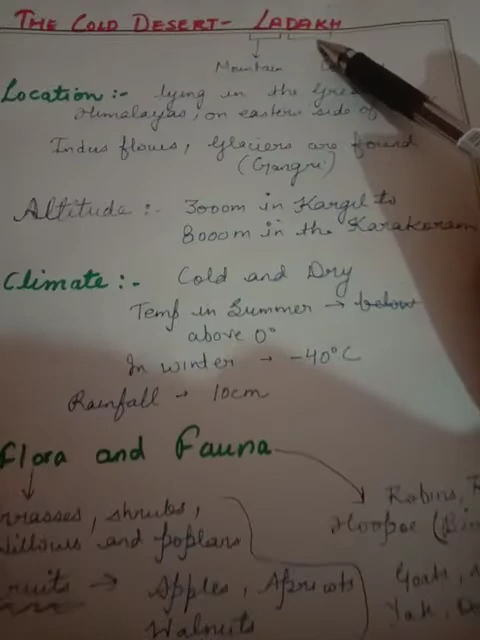 THE COLD DESERT- LADAKH
Mountain
Location :- lying in the
Himalayas, on eastern side of
Indus flows, Glaciers are found
(Gangri)
Altitude :- 3000m in Kargil to
8000m in the Karakoram
Climate :- Cold and Dry
Temp in Summer → below
above 0°
In winter → -40°C
Rainfall → 10cm
Flora and Fauna
rasses, shrubs,
illows and poplars
ruits → Apples, Apricots
Walnuts
Robins,
Hoopoe
Goats,
Yak,